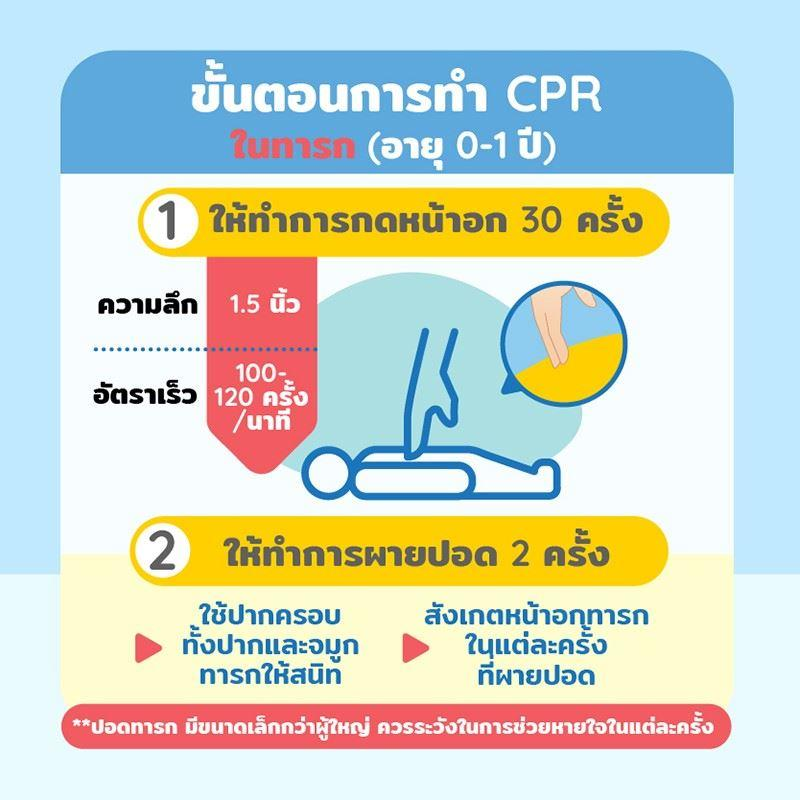 ขั้นตอนการทำ CPR
ในทารก (อายุ 0-1 ปี)
1 ให้ทำการกดหน้าอก 30 ครั้ง
ความลึก 1.5 นิ้ว
อัตราเร็ว
100-
120 ครั้ง
/นาที
2 ให้ทำการผายปอด 2 ครั้ง
ใช้ปากครอบ
ทั้งปากและจมูก
ทารกให้สนิท
สังเกตหน้าอกทารก
ในแต่ละครั้ง
ที่ผายปอด
**ปอดทารก มีขนาดเล็กกว่าผู้ใหญ่ ควรระวังในการช่วยหายใจในแต่ละครั้ง